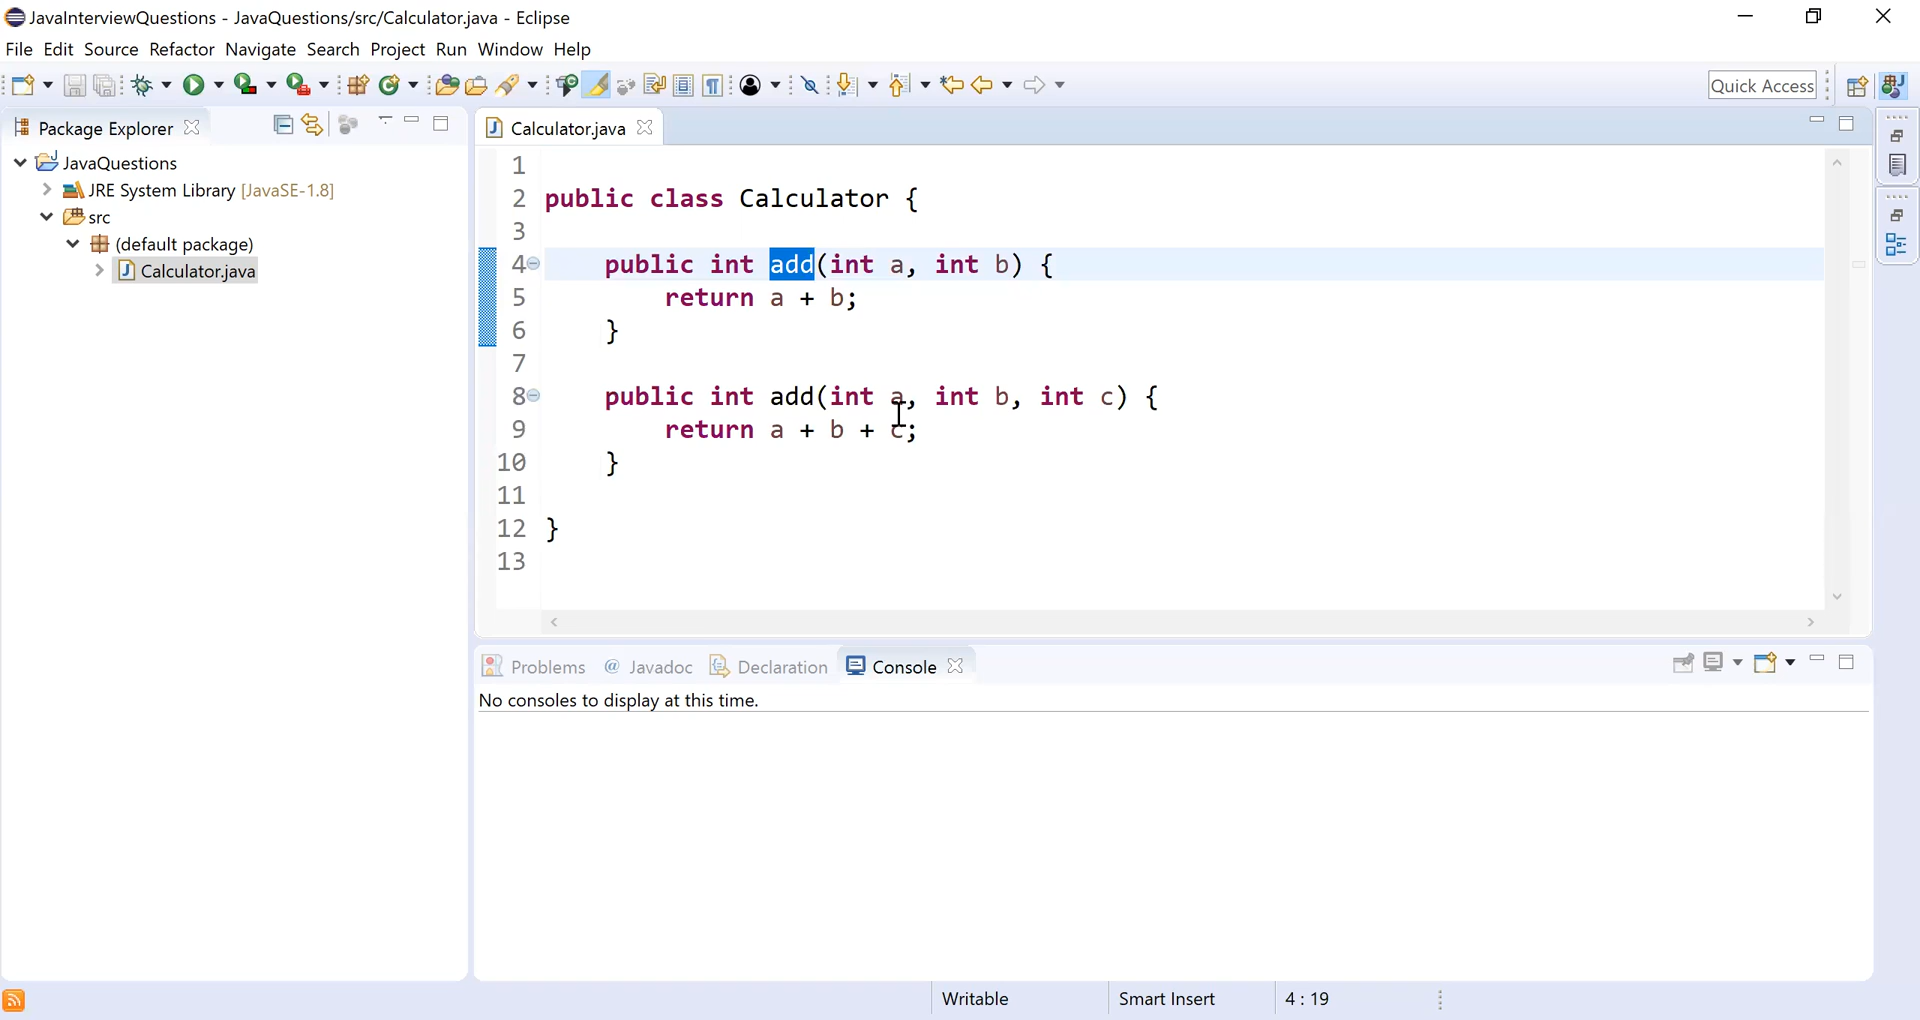 JavaInterviewQuestions - JavaQuestions/src/Calculator.java - Eclipse
File Edit Source Refactor Navigate Search Project Run Window Help
Quick Access
Package Explorer
JavaQuestions
JRE System Library [JavaSE-1.8]
src
(default package)
Calculator.java
Calculator.java
1
2 public class Calculator {
3
4 public int add(int a, int b) {
5 return a + b;
6 }
7
8 public int add(int a, int b, int c) {
9 return a + b + c;
10 }
11
12 }
13
Problems @ Javadoc Declaration Console
No consoles to display at this time.
Writable Smart Insert 4 : 19